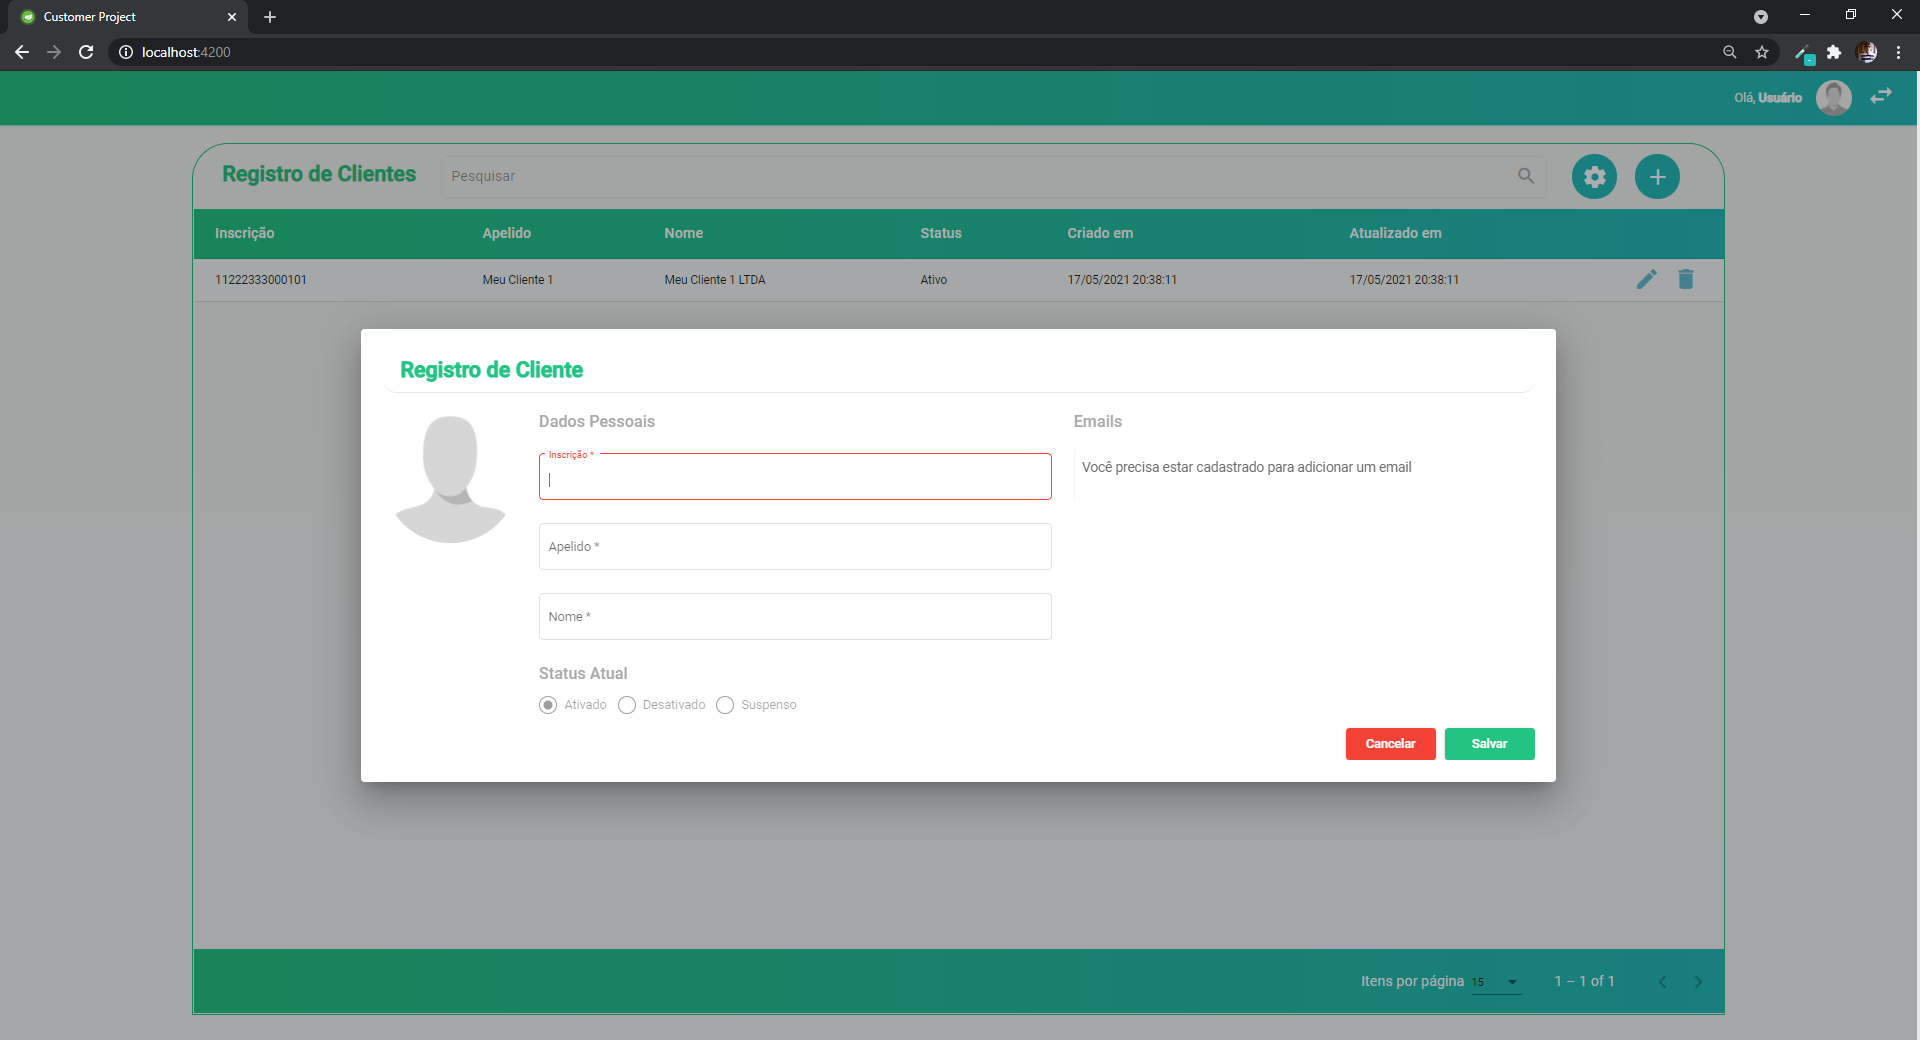 Customer Project
localhost:4200
Olá, Usuário
Registro de Clientes
Pesquisar
Inscrição Apelido Nome Status Criado em Atualizado em
11222333000101 Meu Cliente 1 Meu Cliente 1 LTDA Ativo 17/05/2021 20:38:11 17/05/2021 20:38:11
Registro de Cliente
Dados Pessoais
Inscrição *
Apelido *
Nome *
Status Atual
Ativado Desativado Suspenso
Emails
Você precisa estar cadastrado para adicionar um email
Cancelar Salvar
Itens por página 15 1 – 1 of 1